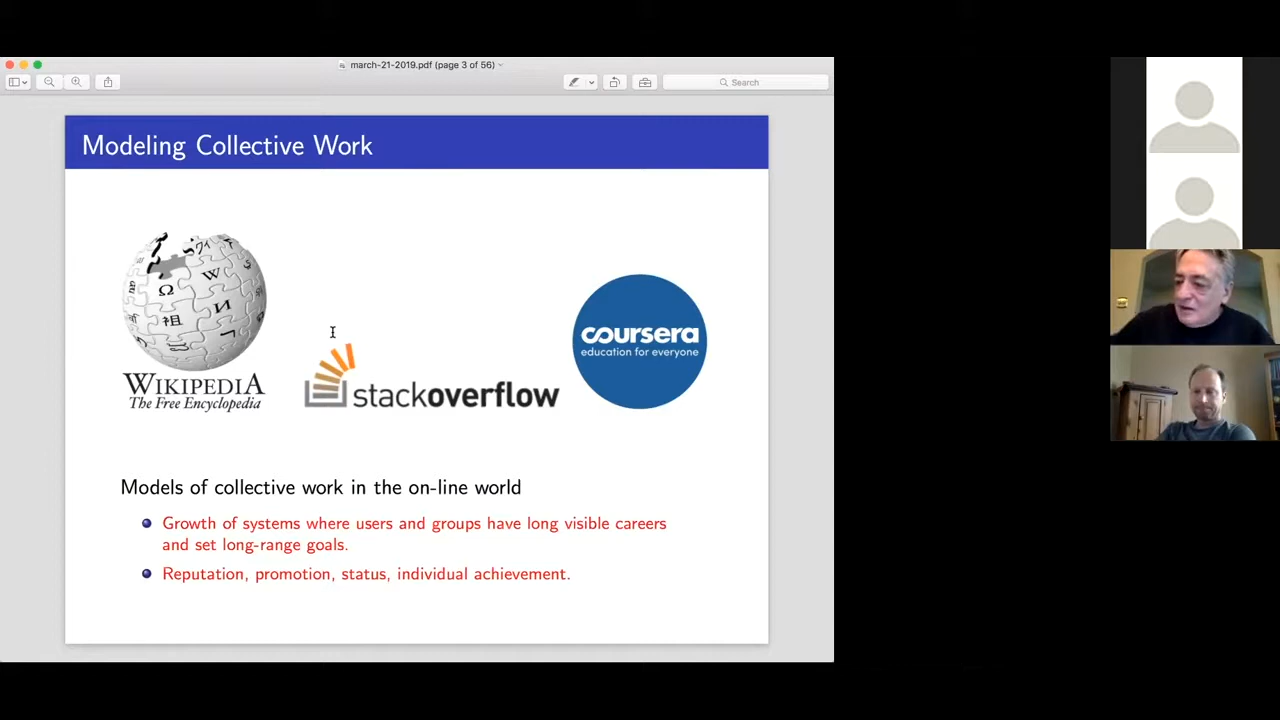 march-21-2019.pdf (page 3 of 56)
Search
Modeling Collective Work
Ω
W
И
祖
WIKIPEDIA
The Free Encyclopedia
stackoverflow
coursera
education for everyone
Models of collective work in the on-line world
Growth of systems where users and groups have long visible careers
and set long-range goals.
Reputation, promotion, status, individual achievement.